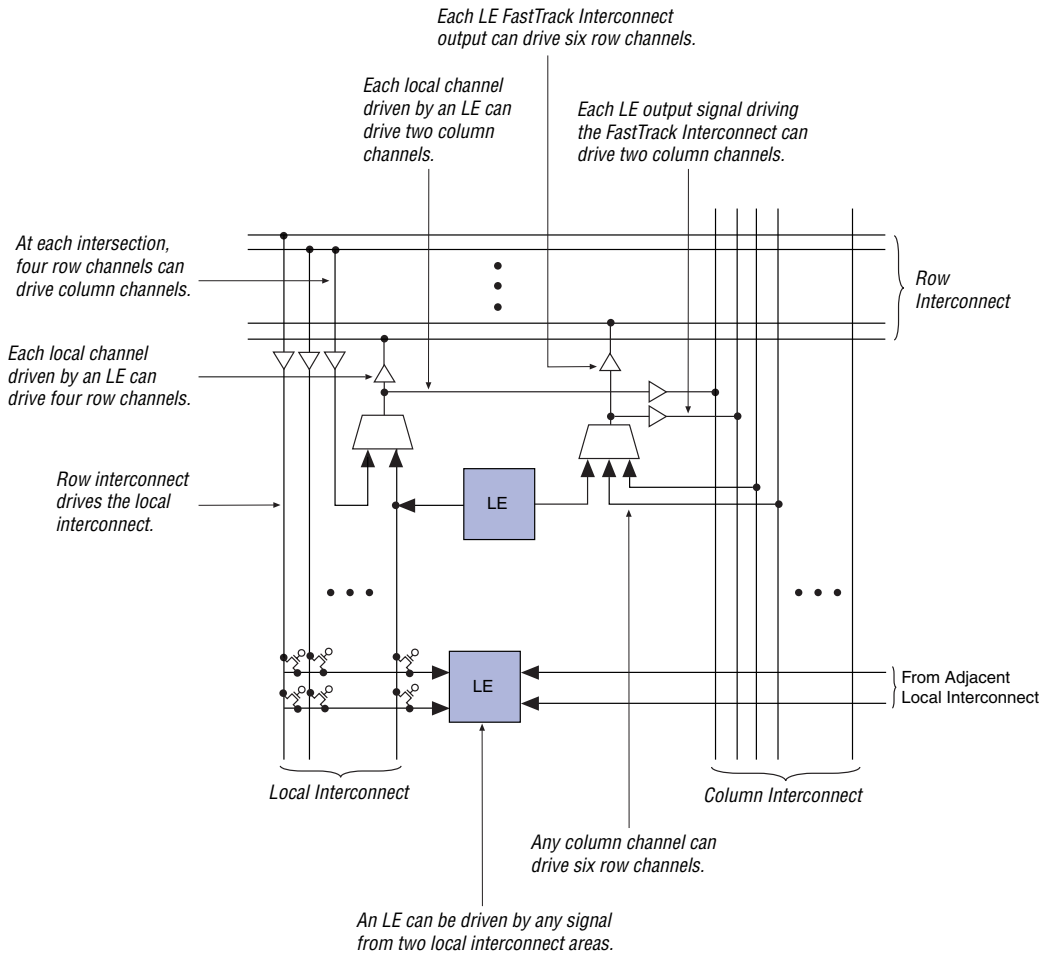 Each LE FastTrack Interconnect
output can drive six row channels.
Each local channel
driven by an LE can
drive two column
channels.
Each LE output signal driving
the FastTrack Interconnect can
drive two column channels.
At each intersection,
four row channels can
drive column channels.
Row
Interconnect
Each local channel
driven by an LE can
drive four row channels.
Row interconnect
drives the local
interconnect.
LE
LE
From Adjacent
Local Interconnect
Local Interconnect
Column Interconnect
Any column channel can
drive six row channels.
An LE can be driven by any signal
from two local interconnect areas.